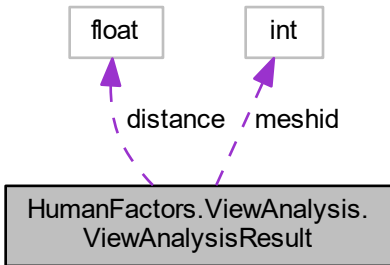 float
int
distance
meshid
HumanFactors.ViewAnalysis.
ViewAnalysisResult